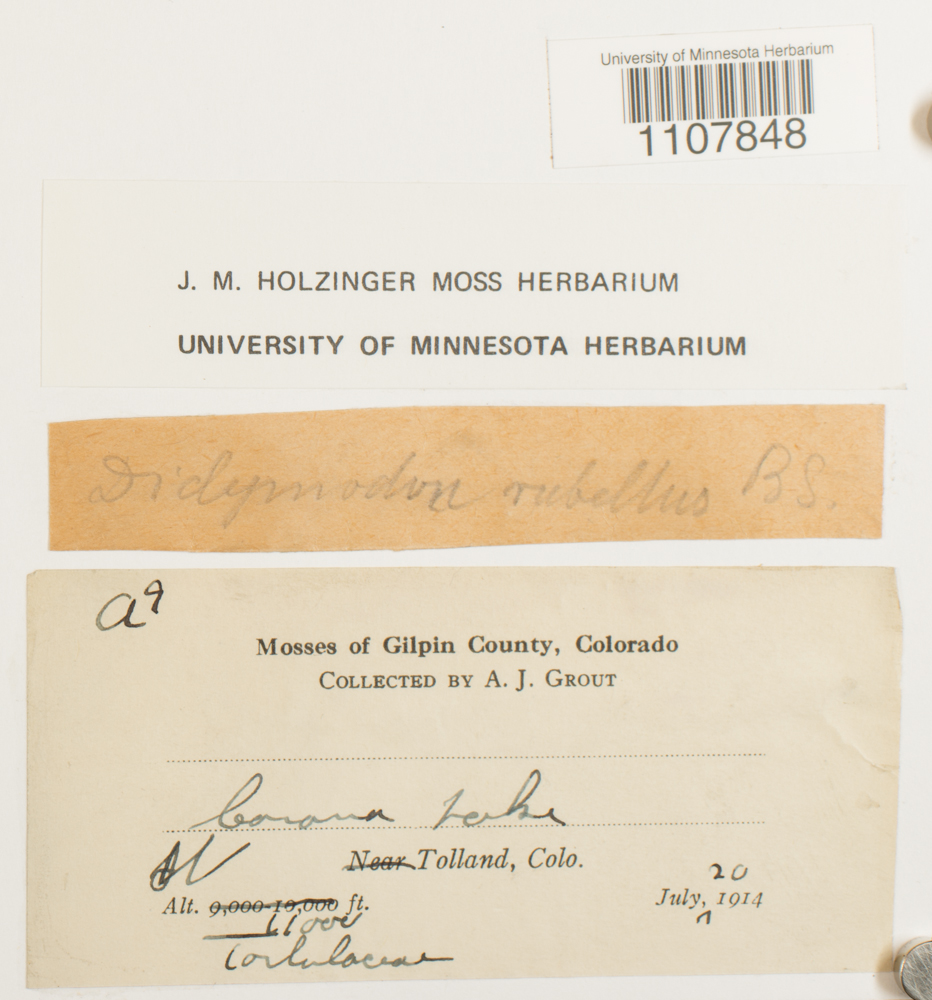 University of Minnesota Herbarium
1107848
J. M. HOLZINGER MOSS HERBARIUM
UNIVERSITY OF MINNESOTA HERBARIUM
Didymodon rubellus BS.
a9
Mosses of Gilpin County, Colorado
COLLECTED BY A. J. GROUT
Corona Lake
Near Tolland, Colo.
Alt. 9,000-10,000 ft.
July, 20 1914
11000
Tortulaceae